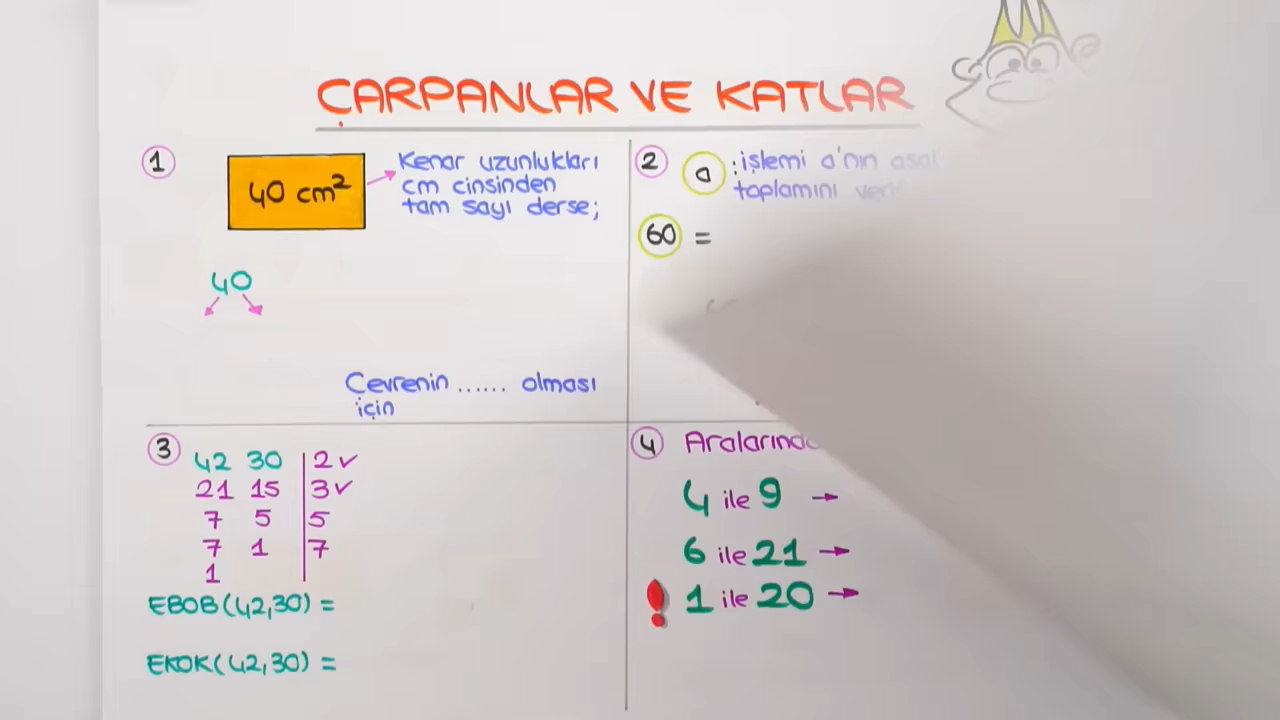 ÇARPANLAR VE KATLAR
1
40 cm²
Kenar uzunlukları
cm cinsinden
tam sayı derse;
40
Çevrenin ...... olması
için
2
a :işlemi a'nın
toplamını
60 =
3
42 30 | 2 ✓
21 15 | 3 ✓
7 5 | 5
7 1 | 7
1
EBOB(42,30) =
EKOK(42,30) =
4
4 ile 9 →
6 ile 21 →
! 1 ile 20 →